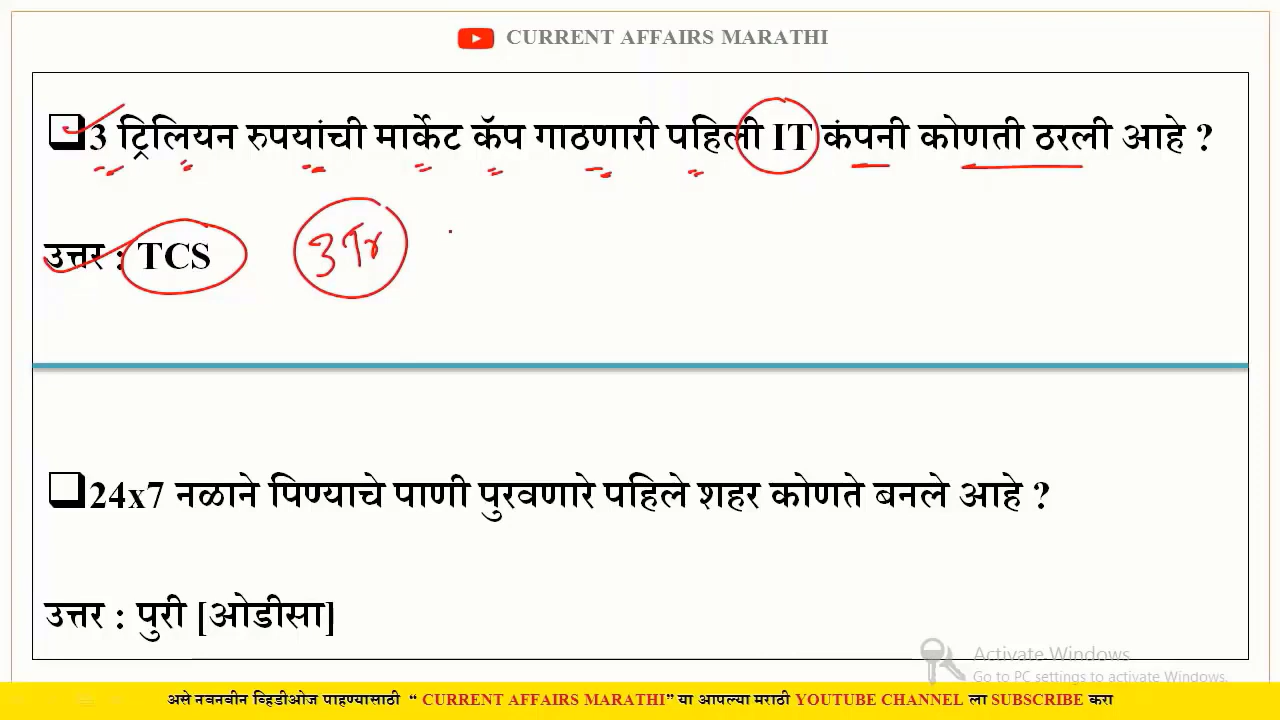 CURRENT AFFAIRS MARATHI
3 ट्रिलियन रुपयांची मार्केट कॅप गाठणारी पहिली IT कंपनी कोणती ठरली आहे ?
उत्तर : TCS 3 Tr
24x7 नळाने पिण्याचे पाणी पुरवणारे पहिले शहर कोणते बनले आहे ?
उत्तर : पुरी [ओडीसा]
Activate Windows
Go to PC settings to activate Windows.
असे नवनवीन व्हिडीओज पाहण्यासाठी “ CURRENT AFFAIRS MARATHI” या आपल्या मराठी YOUTUBE CHANNEL ला SUBSCRIBE करा